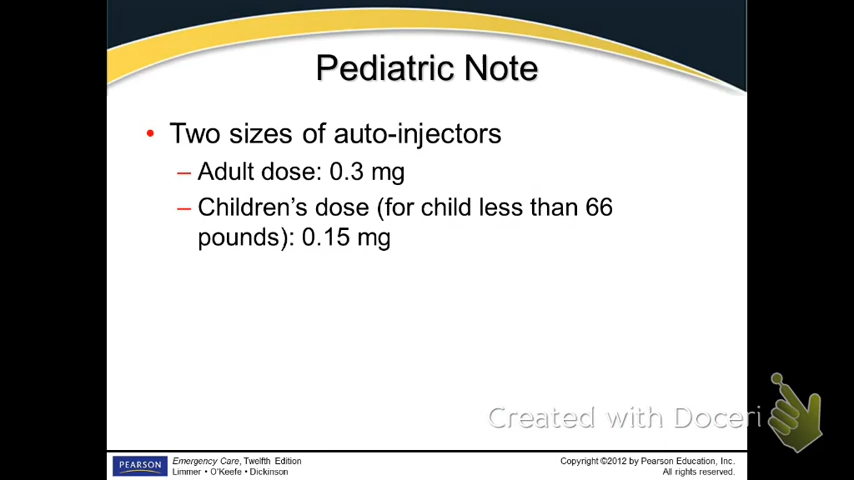 Pediatric Note
• Two sizes of auto-injectors
– Adult dose: 0.3 mg
– Children's dose (for child less than 66
pounds): 0.15 mg
Created with Doceri
PEARSON
Emergency Care, Twelfth Edition
Limmer • O'Keefe • Dickinson
Copyright ©2012 by Pearson Education, Inc.
All rights reserved.